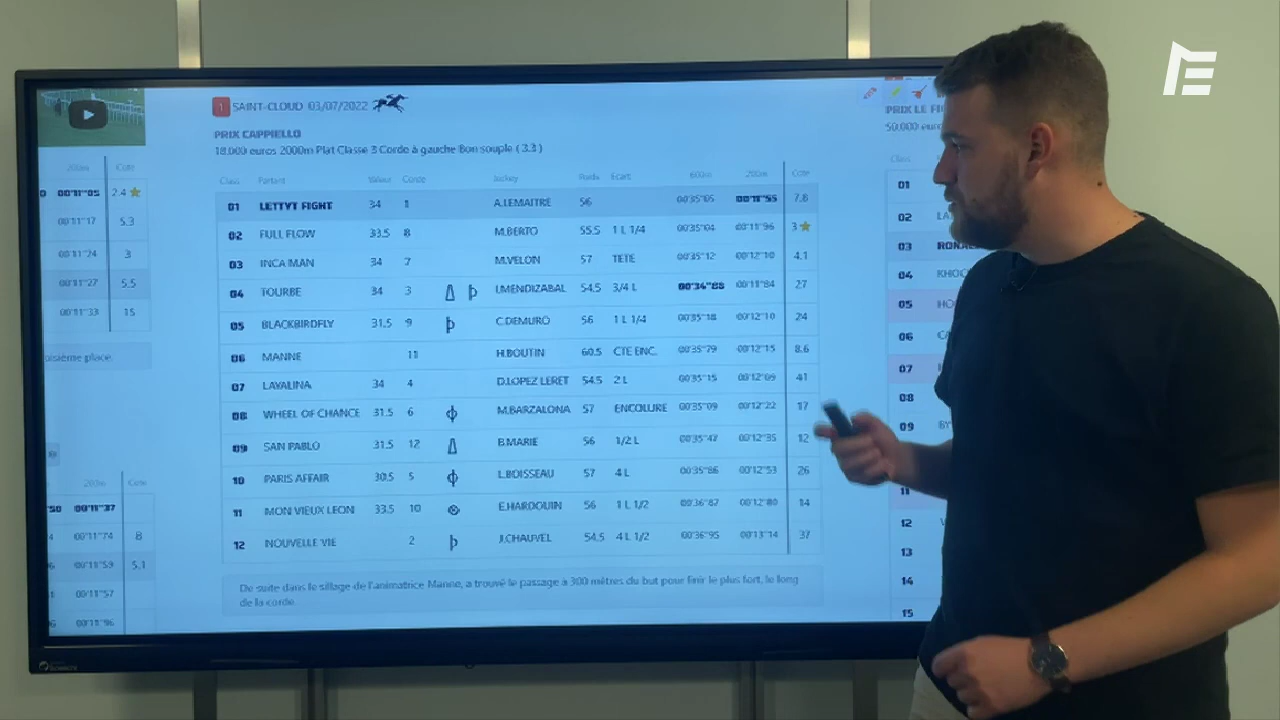 1 SAINT-CLOUD 03/07/2022
PRIX CAPPIELLO
18.000 euros 2000m Plat Classe 3 Corde à gauche Bon souple ( 3.3 )
Class Partant Valeur Corde Jockey Poids Ecart 600m 200m Cote
01 LETTYT FIGHT 34 1 A.LEMAITRE 56 00'35"65 00'11"55 7.8
02 FULL FLOW 33.5 8 M.BERTO 55.5 1 L 1/4 00'35"04 00'11"96 3
03 INCA MAN 34 7 M.VELON 57 TETE 00'35"12 00'12"10 4.1
04 TOURBE 34 3 I.MENDIZABAL 54.5 3/4 L 00'34"88 00'11"84 27
05 BLACKBIRDFLY 31.5 9 C.DEMURO 56 1 L 1/4 00'35"18 00'12"10 24
06 MANNE 11 H.BOUTIN 60.5 CTE ENC. 00'35"79 00'12"15 8.6
07 LAYALINA 34 4 D.LOPEZ LERET 54.5 2 L 00'35"15 00'12"09 41
08 WHEEL OF CHANCE 31.5 6 M.BARZALONA 57 ENCOLURE 00'35"09 00'12"22 17
09 SAN PABLO 31.5 12 B.MARIE 56 1/2 L 00'35"47 00'12"35 12
10 PARIS AFFAIR 30.5 5 L.BOISSEAU 57 4 L 00'35"86 00'12"53 26
11 MON VIEUX LEON 33.5 10 E.HARDOUIN 56 1 L 1/2 00'36"87 00'12"80 14
12 NOUVELLE VIE 2 J.CHAUVEL 54.5 4 L 1/2 00'36"95 00'13"14 37
De suite dans le sillage de l'animatrice Manne, a trouvé le passage à 300 mètres du but pour finir le plus fort, le long
de la corde.
200m Cote
00'11"05 2.4
00'11"17 5.3
00'11"24 3
00'11"27 5.5
00'11"33 15
oisième place.
200m Cote
00'11"37
00'11"74 8
00'11"59 5.1
00'11"57
00'11"96
PRIX LE FI
50.000 euro
Class
01
02 LA
03 RONA
04 KHOC
05 HO
06
07
08
09 BY
11
12
13
14
15
E